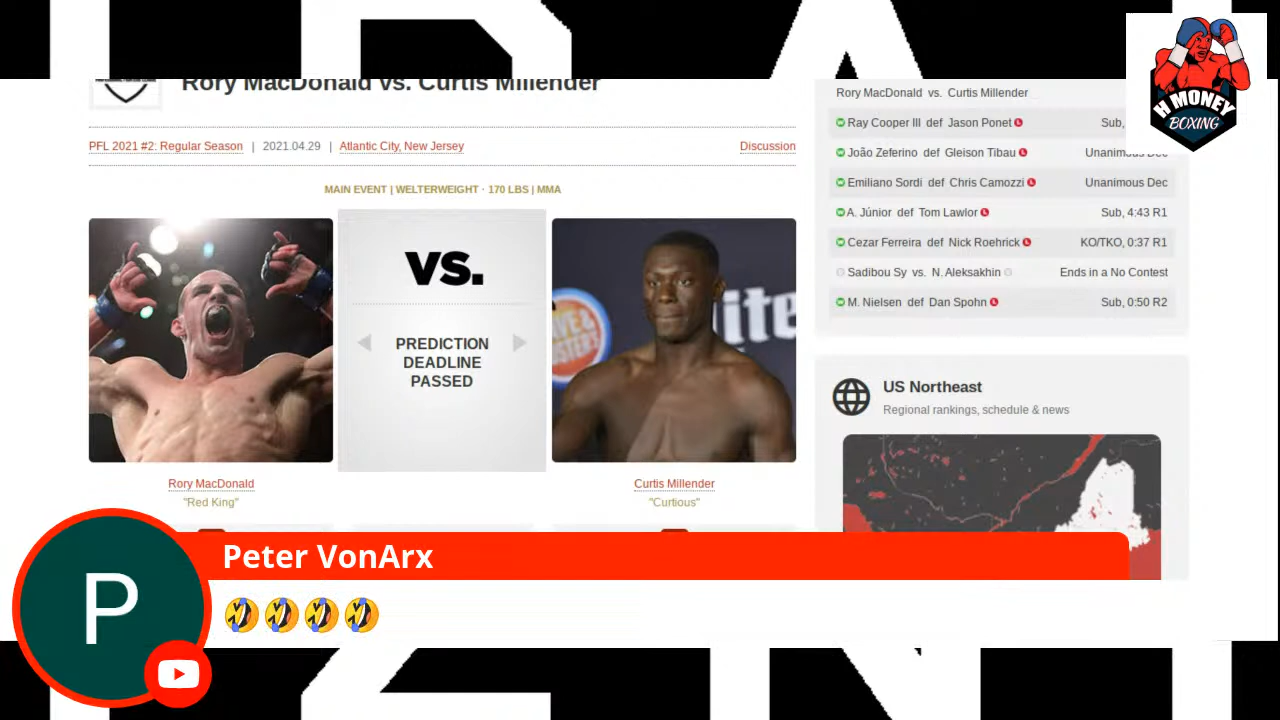 Rory MacDonald vs. Curtis Millender
PFL 2021 #2: Regular Season | 2021.04.29 | Atlantic City, New Jersey
Discussion
MAIN EVENT | WELTERWEIGHT · 170 LBS | MMA
VS.
PREDICTION
DEADLINE
PASSED
Rory MacDonald
"Red King"
Curtis Millender
"Curtious"
Rory MacDonald vs. Curtis Millender
Ray Cooper III def Jason Ponet L Sub,
João Zeferino def Gleison Tibau L Unanimous Dec
Emiliano Sordi def Chris Camozzi L Unanimous Dec
A. Júnior def Tom Lawlor L Sub, 4:43 R1
Cezar Ferreira def Nick Roehrick L KO/TKO, 0:37 R1
Sadibou Sy vs. N. Aleksakhin Ends in a No Contest
M. Nielsen def Dan Spohn L Sub, 0:50 R2
US Northeast
Regional rankings, schedule & news
H MONEY
BOXING
P
Peter VonArx
🤣🤣🤣🤣